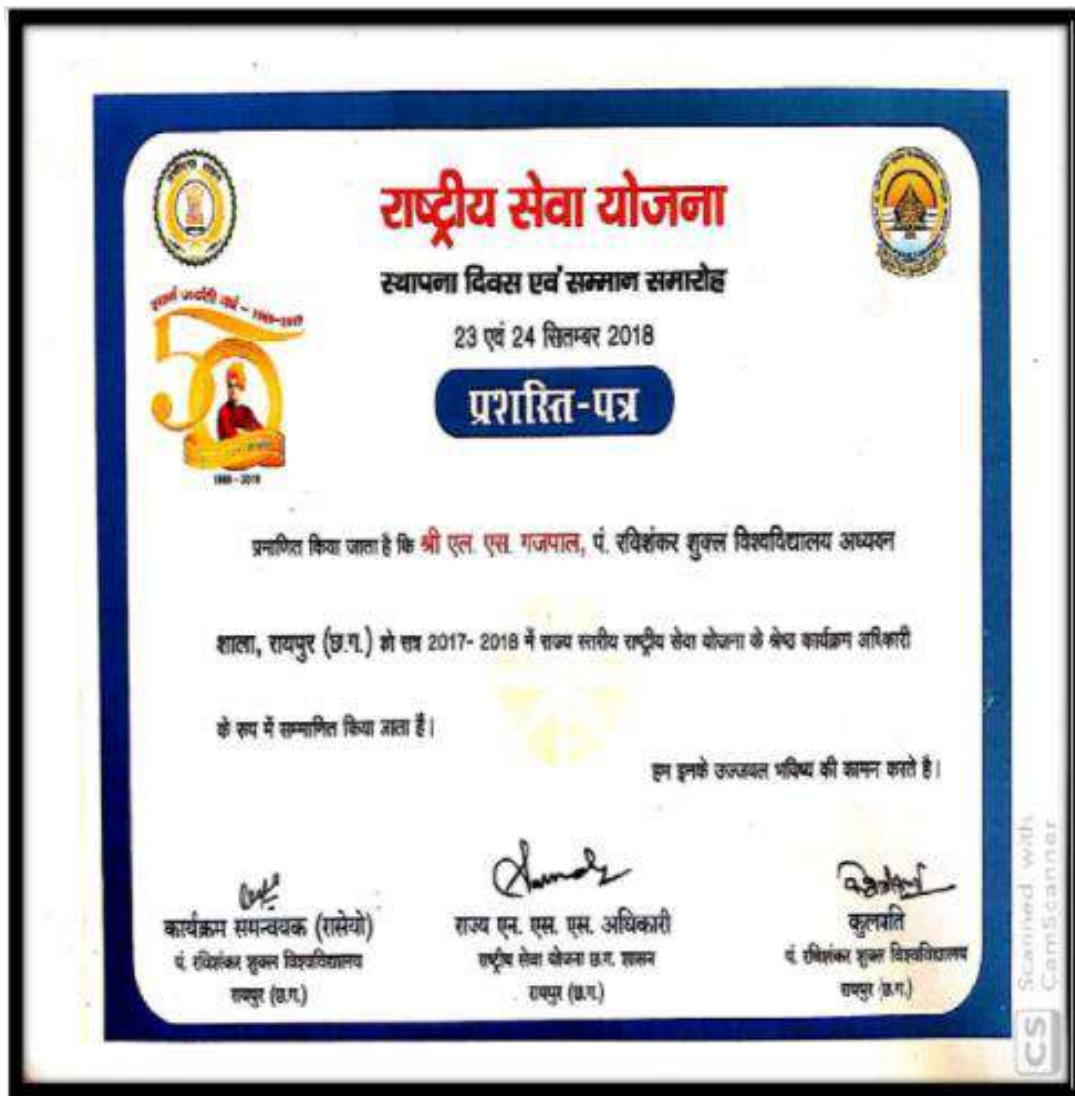 राष्ट्रीय सेवा योजना
स्थापना दिवस एवं सम्मान समारोह
23 एवं 24 सितम्बर 2018
1969-2019
प्रशस्ति-पत्र
प्रमाणित किया जाता है कि श्री एल. एस. गजपाल, पं. रविशंकर शुक्ल विश्वविद्यालय अध्ययन
शाला, रायपुर (छ.ग.) को सत्र 2017- 2018 में राज्य स्तरीय राष्ट्रीय सेवा योजना के श्रेष्ठ कार्यक्रम अधिकारी
के रूप में सम्मानित किया जाता है।
हम इनके उज्जवल भविष्य की कामन करते है।
कार्यक्रम समन्वयक (रासेयो)
पं. रविशंकर शुक्ल विश्वविद्यालय
रायपुर (छ.ग.)
राज्य एन. एस. एस. अधिकारी
राष्ट्रीय सेवा योजना छ.ग. शासन
रायपुर (छ.ग.)
कुलपति
पं. रविशंकर शुक्ल विश्वविद्यालय
रायपुर (छ.ग.)
CS Scanned with
CamScanner